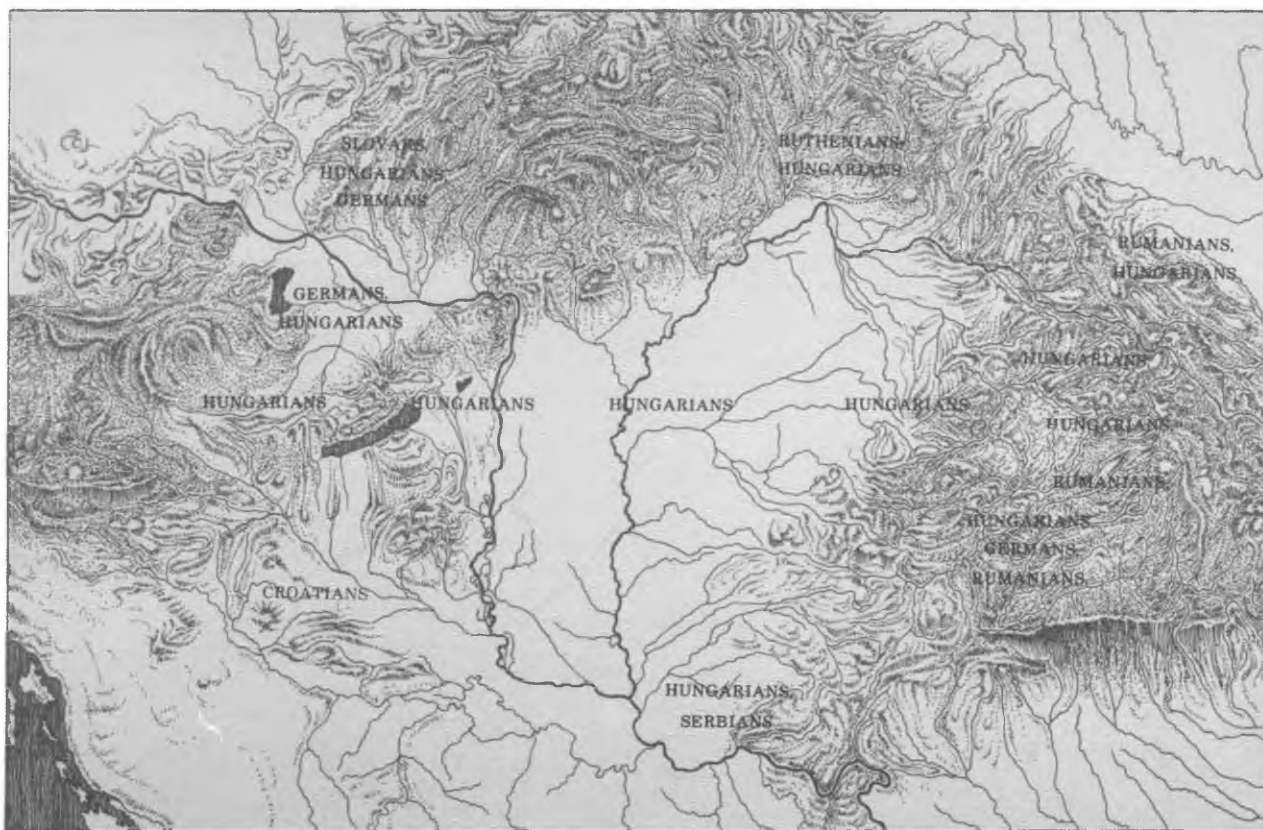 SLOVAKS,
HUNGARIANS,
GERMANS
RUTHENIANS,
HUNGARIANS
RUMANIANS,
HUNGARIANS,
GERMANS,
HUNGARIANS
HUNGARIANS
HUNGARIANS
HUNGARIANS
HUNGARIANS
HUNGARIANS
HUNGARIANS
RUMANIANS,
HUNGARIANS
GERMANS,
RUMANIANS
CROATIANS
HUNGARIANS,
SERBIANS